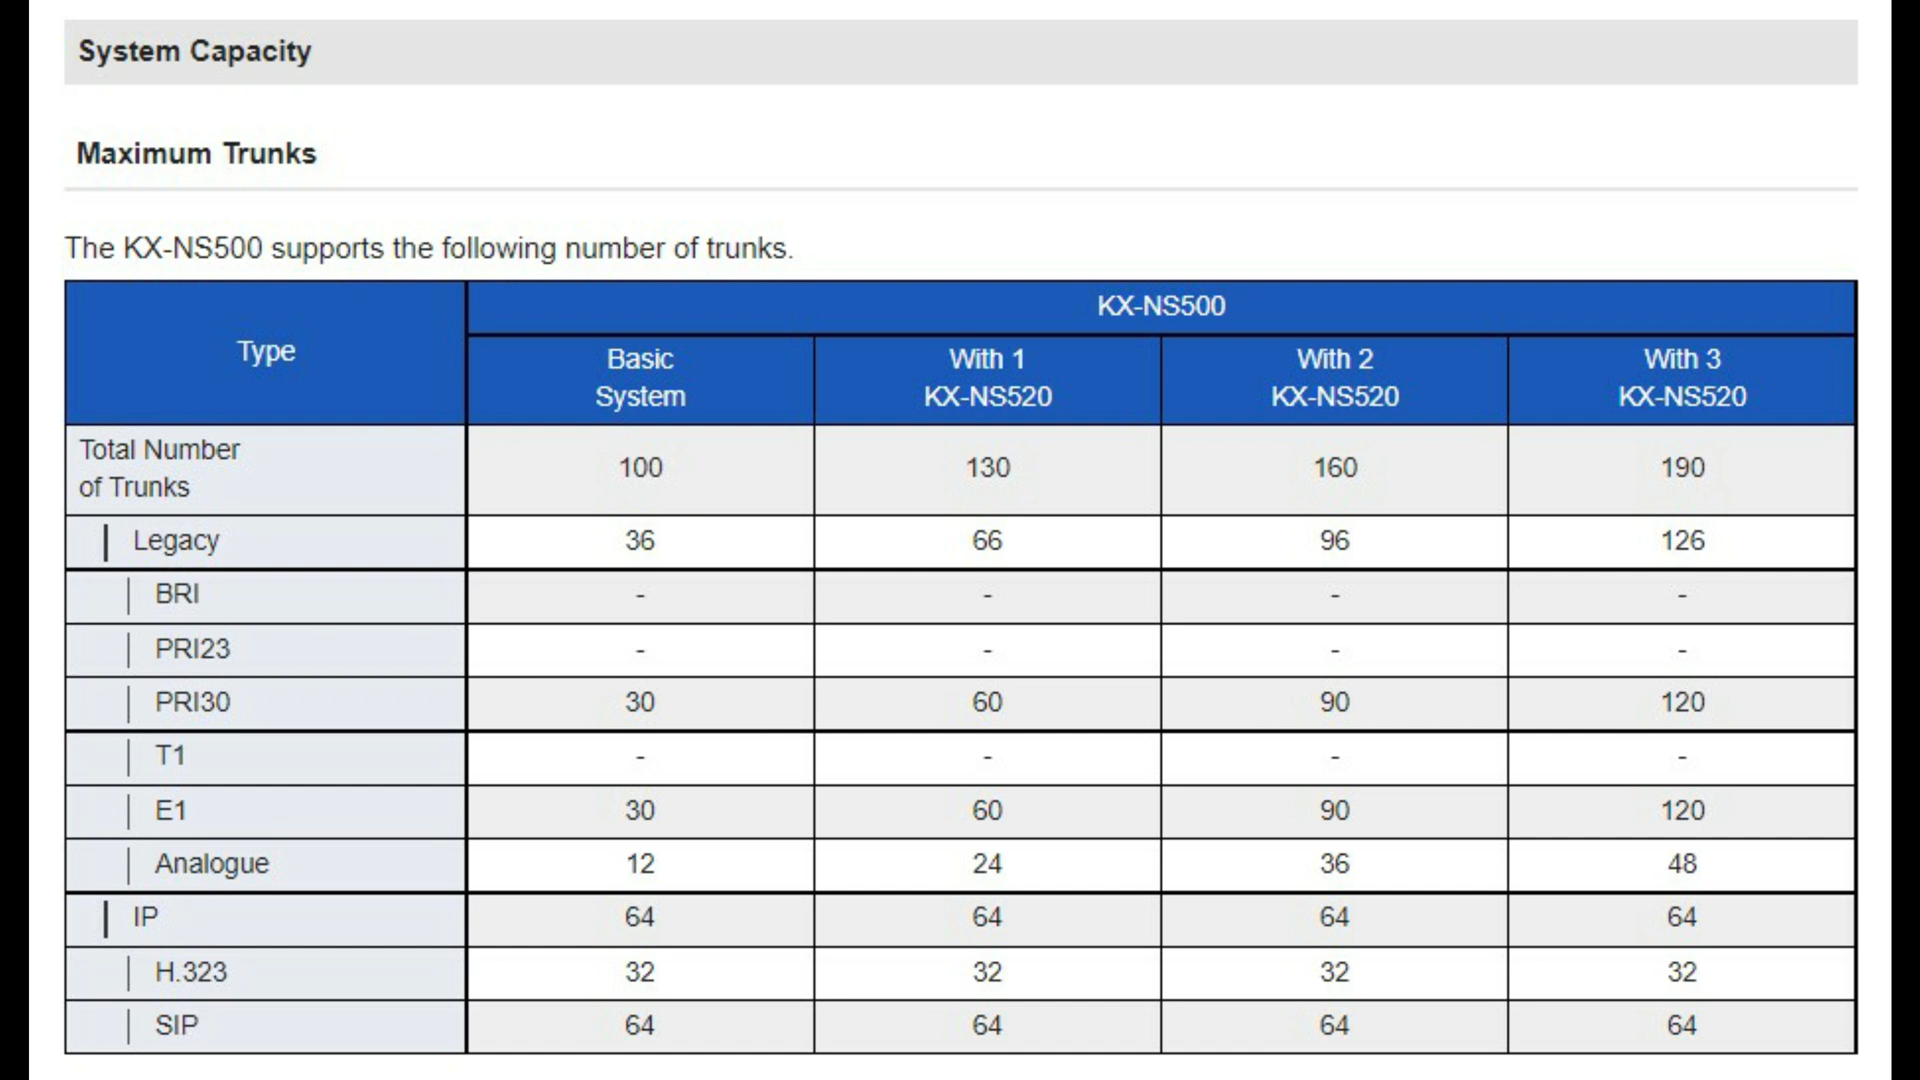 System Capacity
Maximum Trunks
The KX-NS500 supports the following number of trunks.
Type
KX-NS500
Basic System
With 1 KX-NS520
With 2 KX-NS520
With 3 KX-NS520
Total Number of Trunks 100 130 160 190
Legacy 36 66 96 126
BRI - - - -
PRI23 - - - -
PRI30 30 60 90 120
T1 - - - -
E1 30 60 90 120
Analogue 12 24 36 48
IP 64 64 64 64
H.323 32 32 32 32
SIP 64 64 64 64